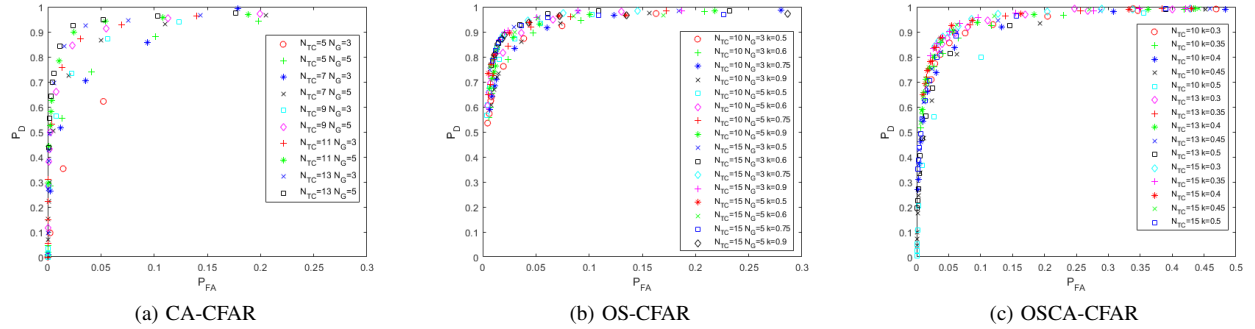 P_D
1
0.9
0.8
0.7
0.6
0.5
0.4
0.3
0.2
0.1
0
0 0.05 0.1 0.15 0.2 0.25 0.3
P_FA
N_TC=5 N_G=3
N_TC=5 N_G=5
N_TC=7 N_G=3
N_TC=7 N_G=5
N_TC=9 N_G=3
N_TC=9 N_G=5
N_TC=11 N_G=3
N_TC=11 N_G=5
N_TC=13 N_G=3
N_TC=13 N_G=5
(a) CA-CFAR
P_D
1
0.9
0.8
0.7
0.6
0.5
0.4
0.3
0.2
0.1
0
0 0.05 0.1 0.15 0.2 0.25 0.3
P_FA
N_TC=10 N_G=3 k=0.5
N_TC=10 N_G=3 k=0.6
N_TC=10 N_G=3 k=0.75
N_TC=10 N_G=3 k=0.9
N_TC=10 N_G=5 k=0.5
N_TC=10 N_G=5 k=0.6
N_TC=10 N_G=5 k=0.75
N_TC=10 N_G=5 k=0.9
N_TC=15 N_G=3 k=0.5
N_TC=15 N_G=3 k=0.6
N_TC=15 N_G=3 k=0.75
N_TC=15 N_G=3 k=0.9
N_TC=15 N_G=5 k=0.5
N_TC=15 N_G=5 k=0.6
N_TC=15 N_G=5 k=0.75
N_TC=15 N_G=5 k=0.9
(b) OS-CFAR
P_D
1
0.9
0.8
0.7
0.6
0.5
0.4
0.3
0.2
0.1
0
0 0.05 0.1 0.15 0.2 0.25 0.3 0.35 0.4 0.45 0.5
P_FA
N_TC=10 k=0.3
N_TC=10 k=0.35
N_TC=10 k=0.4
N_TC=10 k=0.45
N_TC=10 k=0.5
N_TC=13 k=0.3
N_TC=13 k=0.35
N_TC=13 k=0.4
N_TC=13 k=0.45
N_TC=13 k=0.5
N_TC=15 k=0.3
N_TC=15 k=0.35
N_TC=15 k=0.4
N_TC=15 k=0.45
N_TC=15 k=0.5
(c) OSCA-CFAR